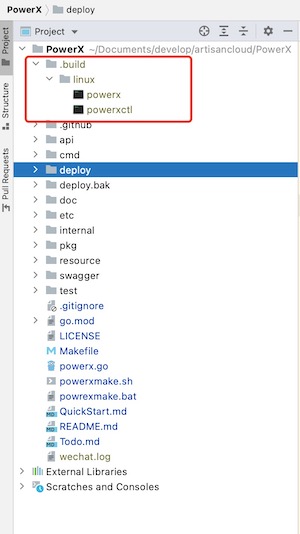 PowerX > deploy
Project
PowerX ~/Documents/develop/artisancloud/PowerX
.build
linux
powerx
powerxctl
.github
api
cmd
deploy
deploy.bak
doc
etc
internal
pkg
resource
swagger
test
.gitignore
go.mod
LICENSE
Makefile
powerx.go
powerxmake.sh
powrexmake.bat
QuickStart.md
README.md
Todo.md
wechat.log
External Libraries
Scratches and Consoles
Project
Structure
Pull Requests